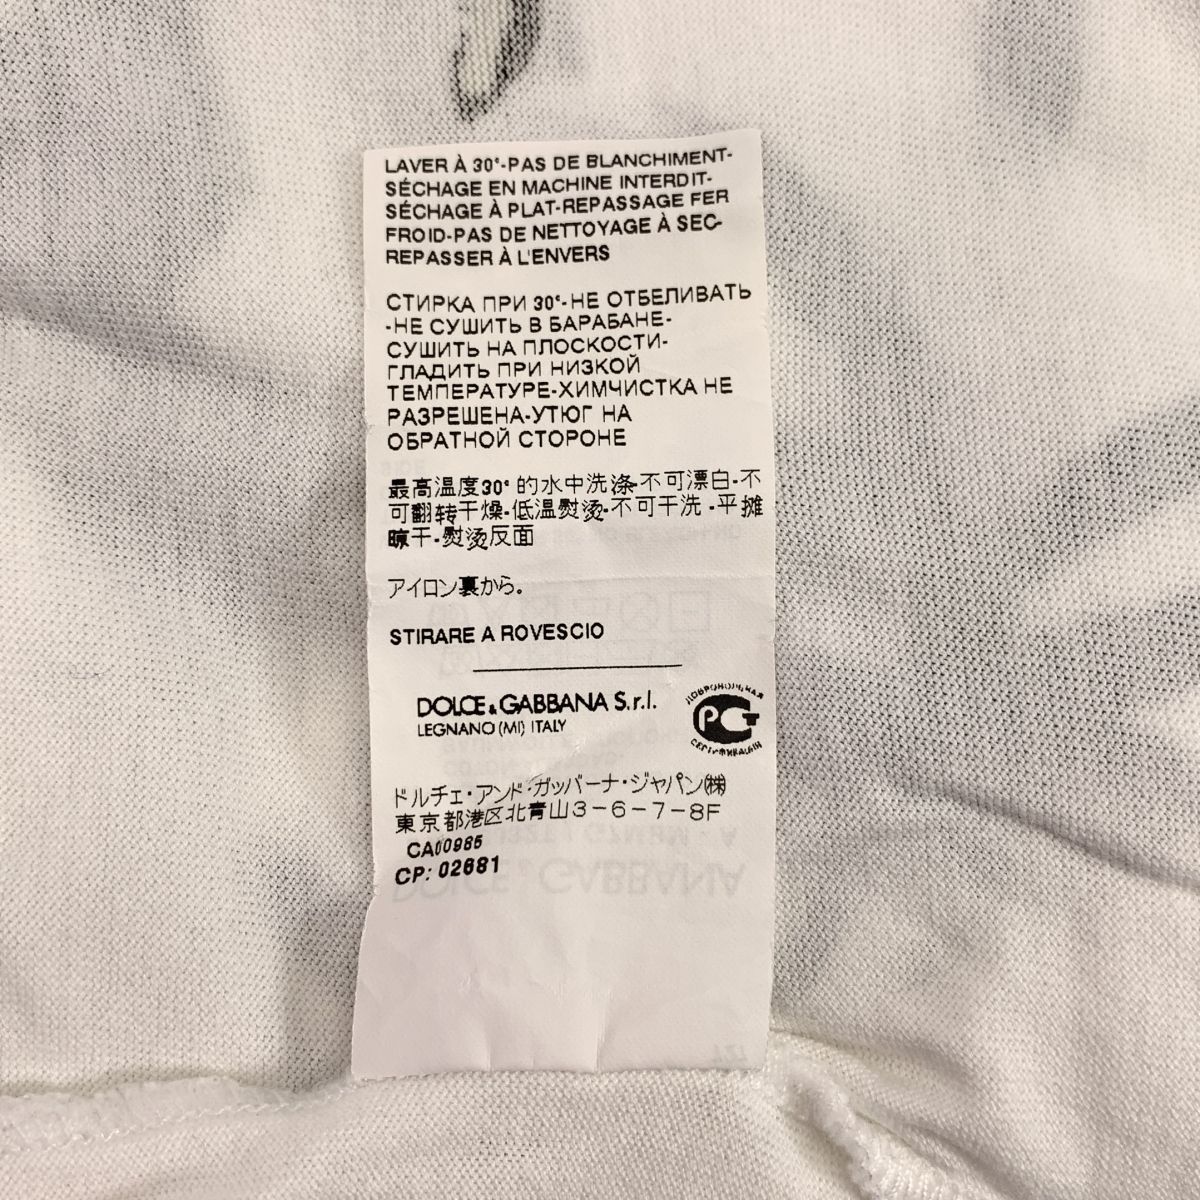 LAVER À 30°-PAS DE BLANCHIMENT-
SÉCHAGE EN MACHINE INTERDIT-
SÉCHAGE À PLAT-REPASSAGE FER
FROID-PAS DE NETTOYAGE À SEC-
REPASSER À L'ENVERS
СТИРКА ПРИ 30°-НЕ ОТБЕЛИВАТЬ
-НЕ СУШИТЬ В БАРАБАНЕ-
СУШИТЬ НА ПЛОСКОСТИ-
ГЛАДИТЬ ПРИ НИЗКОЙ
ТЕМПЕРАТУРЕ-ХИМЧИСТКА НЕ
РАЗРЕШЕНА-УТЮГ НА
ОБРАТНОЙ СТОРОНЕ
最高温度30°的水中洗涤-不可漂白-不
可翻转干燥-低温熨烫-不可干洗-平摊
晾干-熨烫反面
アイロン裏から。
STIRARE A ROVESCIO
DOLCE & GABBANA S.r.l.
LEGNANO (MI) ITALY
ДОБРОВОЛЬНАЯ
РСТ
СЕРТИФИКАЦИЯ
ドルチェ・アンド・ガッバーナ・ジャパン(株)
東京都港区北青山3-6-7-8F
CA00985
CP: 02681